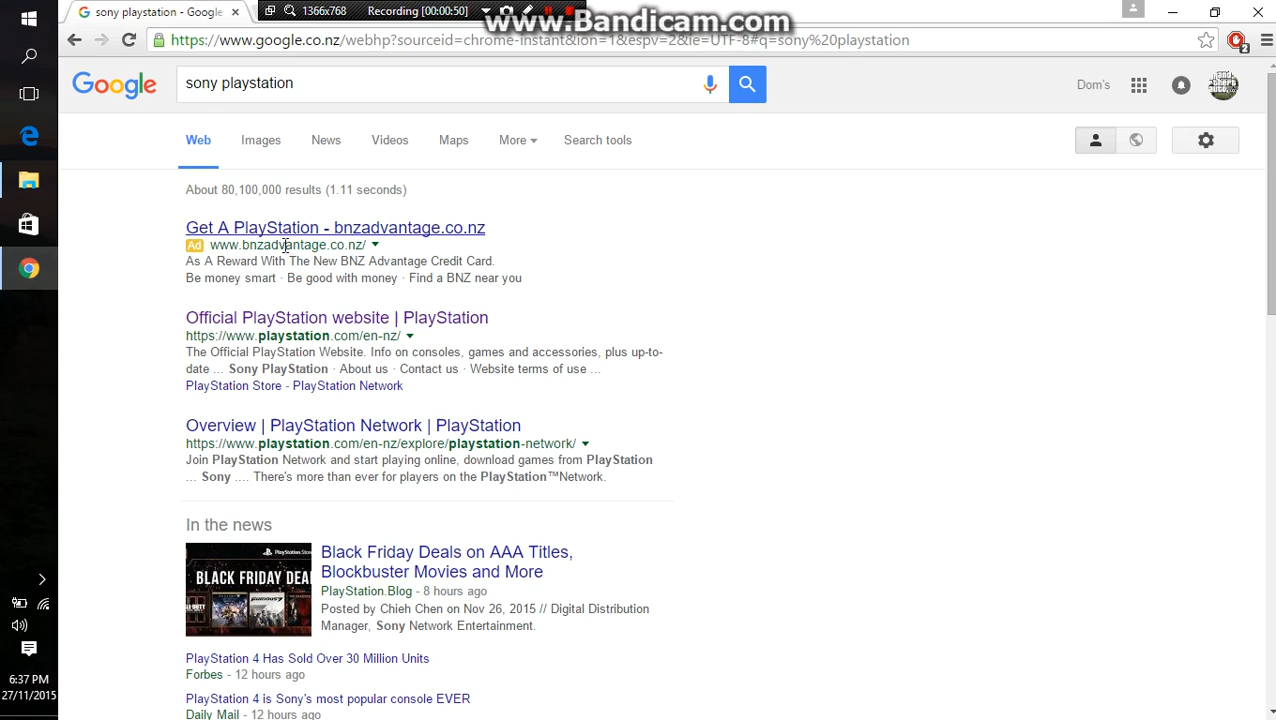 sony playstation - Google
1366x768
Recording [00:00:50]
www.Bandicam.com
https://www.google.co.nz/webhp?sourceid=chrome-instant&ion=1&espv=2&ie=UTF-8#q=sony%20playstation
2
Google
sony playstation
Dom's
Web
Images
News
Videos
Maps
More
Search tools
About 80,100,000 results (1.11 seconds)
Get A PlayStation - bnzadvantage.co.nz
Ad www.bnzadvantage.co.nz/
As A Reward With The New BNZ Advantage Credit Card.
Be money smart · Be good with money · Find a BNZ near you
Official PlayStation website | PlayStation
https://www.playstation.com/en-nz/
The Official PlayStation Website. Info on consoles, games and accessories, plus up-to-
date ... Sony PlayStation · About us · Contact us · Website terms of use ...
PlayStation Store - PlayStation Network
Overview | PlayStation Network | PlayStation
https://www.playstation.com/en-nz/explore/playstation-network/
Join PlayStation Network and start playing online, download games from PlayStation
... Sony .... There's more than ever for players on the PlayStation™Network.
In the news
PlayStation Store
BLACK FRIDAY DEA
Black Friday Deals on AAA Titles,
Blockbuster Movies and More
PlayStation.Blog - 8 hours ago
Posted by Chieh Chen on Nov 26, 2015 // Digital Distribution
Manager, Sony Network Entertainment.
PlayStation 4 Has Sold Over 30 Million Units
Forbes - 12 hours ago
PlayStation 4 is Sony's most popular console EVER
Daily Mail - 12 hours ago
6:37 PM
27/11/2015